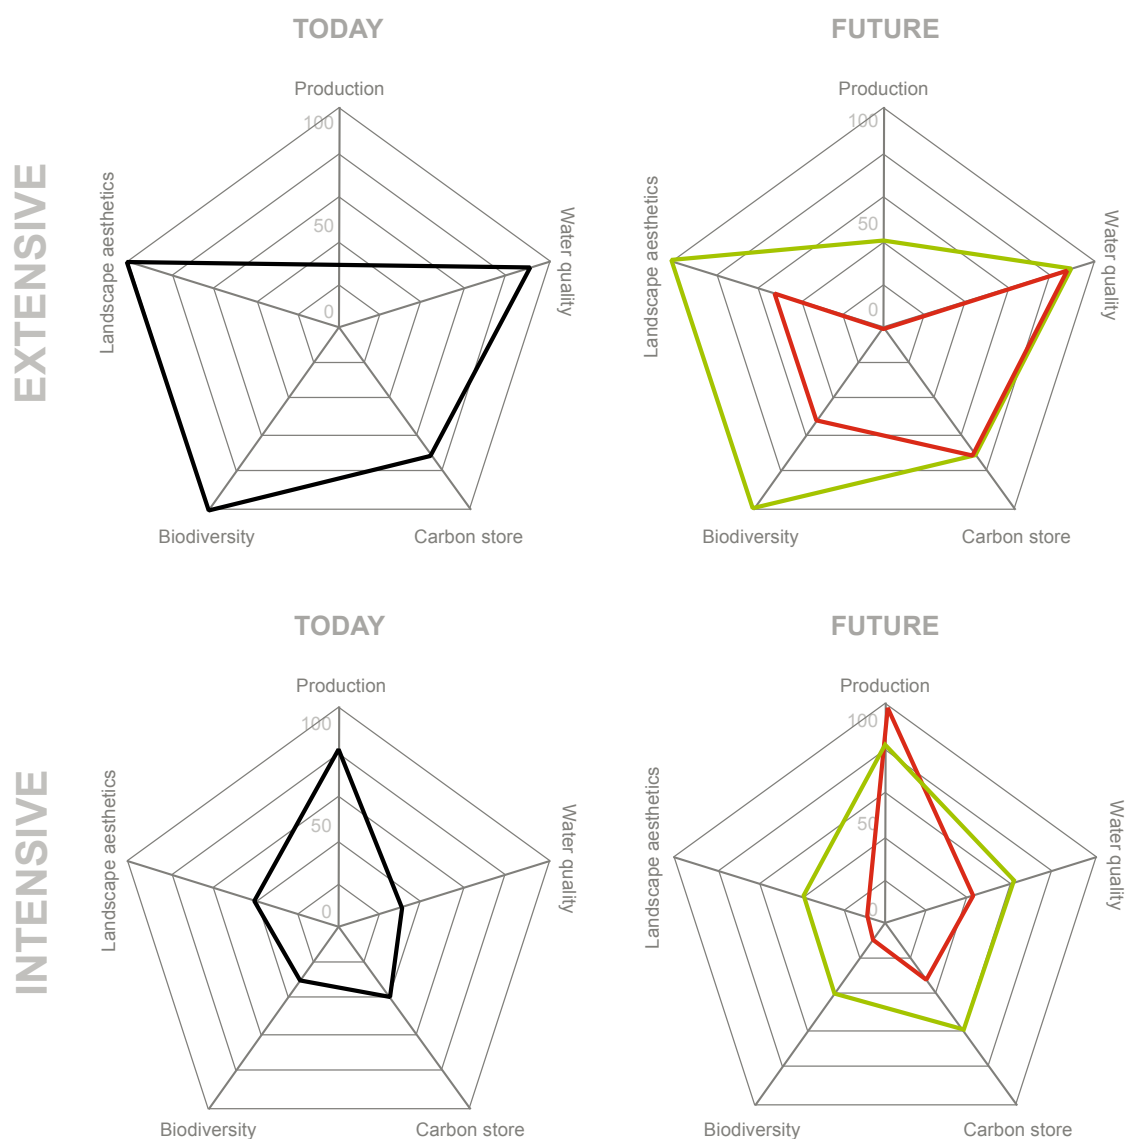 TODAY
FUTURE
EXTENSIVE
Production
100
50
0
Landscape aesthetics
Water quality
Biodiversity
Carbon store
Production
100
50
0
Landscape aesthetics
Water quality
Biodiversity
Carbon store
TODAY
FUTURE
INTENSIVE
Production
100
50
0
Landscape aesthetics
Water quality
Biodiversity
Carbon store
Production
100
50
0
Landscape aesthetics
Water quality
Biodiversity
Carbon store